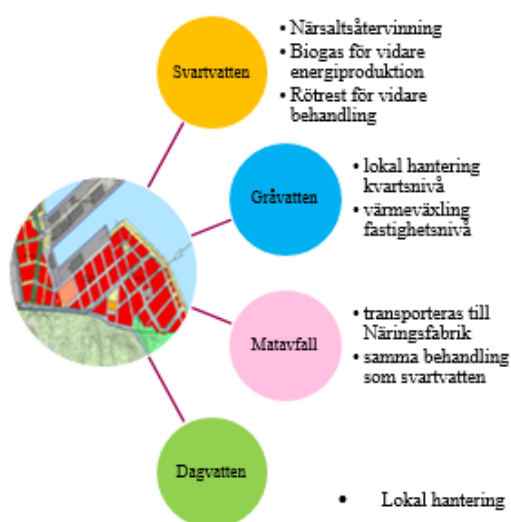 Svartvatten
• Närsaltsåtervinning
• Biogas för vidare
energiproduktion
• Rötrest för vidare
behandling
Gråvatten
• lokal hantering
kvartsnivå
• värmeväxling
fastighetsnivå
Matavfall
• transporteras till
Näringsfabrik
• samma behandling
som svartvatten
Dagvatten
• Lokal hantering